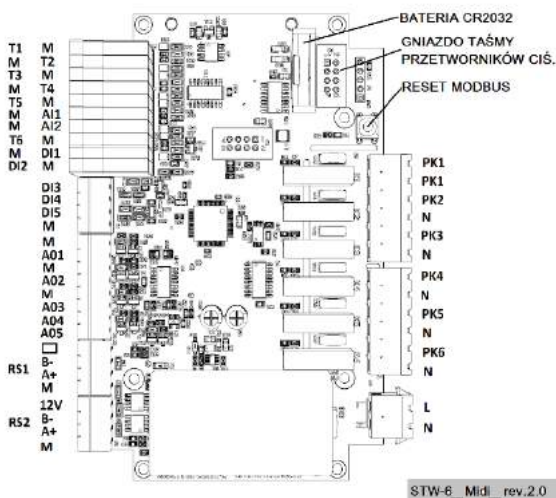 BATERIA CR2032
GNIAZDO TAŚMY
PRZETWORNIKÓW CIŚ.
RESET MODBUS
T1 M
M T2
T3 M
M T4
T5 M
M AI1
M AI2
T6 M
M DI1
DI2 M
DI3
DI4
DI5
M
M
A01
M
A02
M
A03
A04
A05
RS1
B-
A+
M
12V
RS2 B-
A+
M
PK1
PK1
PK2
N
PK3
N
PK4
N
PK5
N
PK6
N
L
N
STW-6 Midi rev.2.0